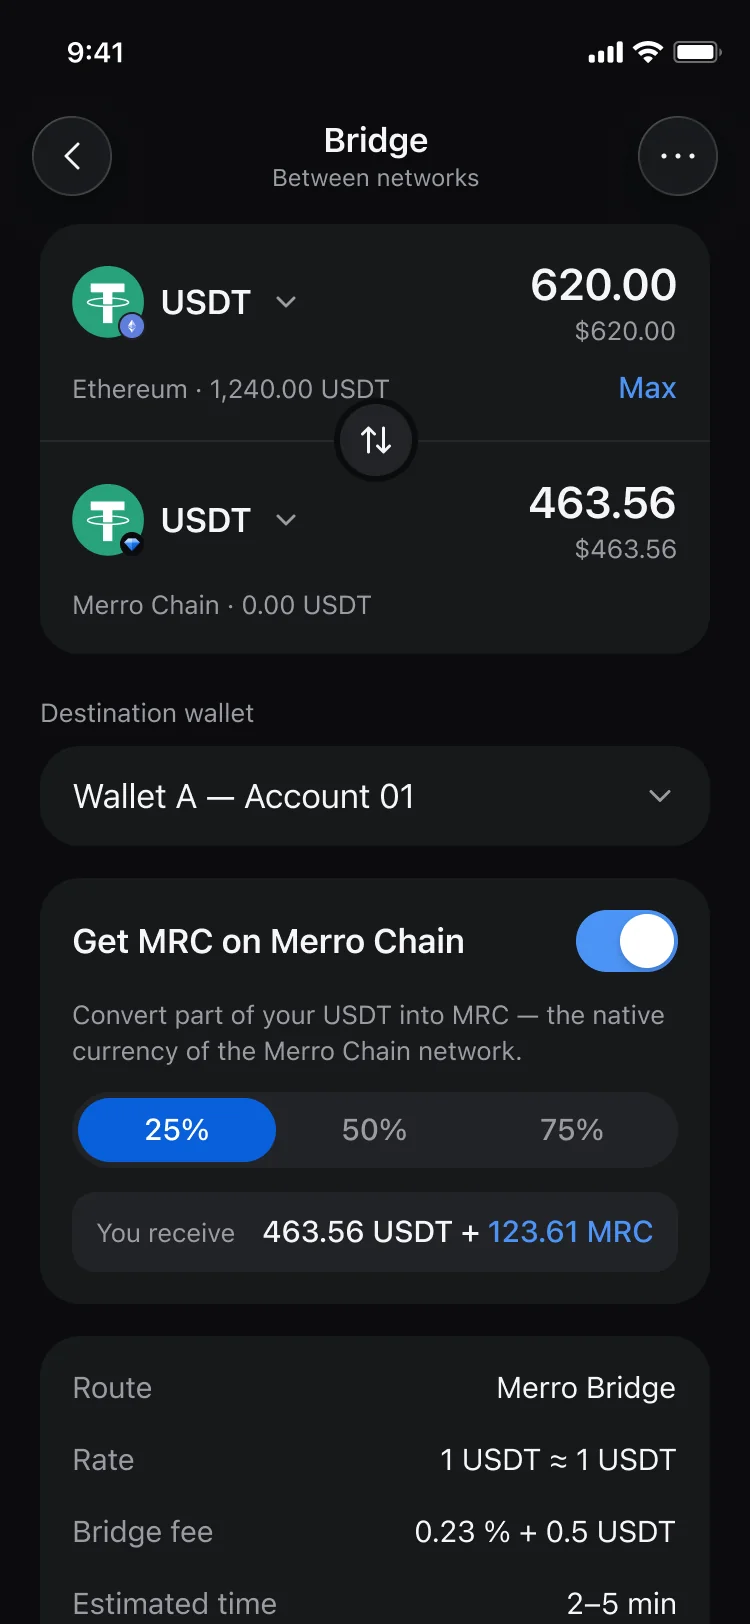 9:41
Bridge
Between networks
USDT
620.00
$620.00
Ethereum · 1,240.00 USDT
Max
USDT
463.56
$463.56
Merro Chain · 0.00 USDT
Destination wallet
Wallet A — Account 01
Get MRC on Merro Chain
Convert part of your USDT into MRC — the native
currency of the Merro Chain network.
25% 50% 75%
You receive 463.56 USDT + 123.61 MRC
Route Merro Bridge
Rate 1 USDT ≈ 1 USDT
Bridge fee 0.23 % + 0.5 USDT
Estimated time 2–5 min